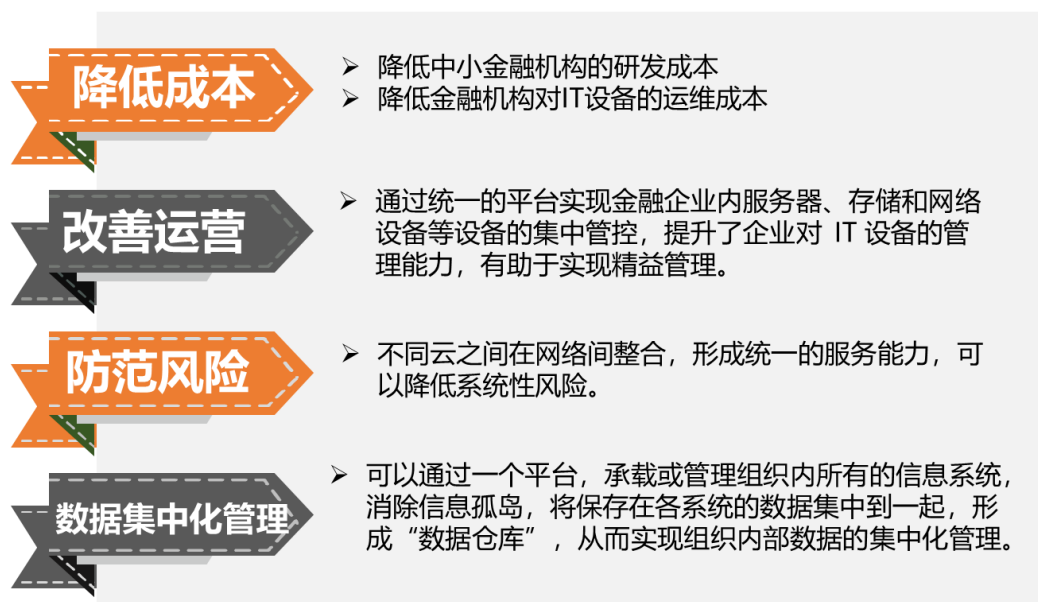 降低成本
➢ 降低中小金融机构的研发成本
➢ 降低金融机构对IT设备的运维成本
改善运营
➢ 通过统一的平台实现金融企业内服务器、存储和网络
设备等设备的集中管控，提升了企业对 IT 设备的管
理能力，有助于实现精益管理。
防范风险
➢ 不同云之间在网络间整合，形成统一的服务能力，可
以降低系统性风险。
数据集中化管理
➢ 可以通过一个平台，承载或管理组织内所有的信息系统，
消除信息孤岛，将保存在各系统的数据集中到一起，形
成“数据仓库”，从而实现组织内部数据的集中化管理。